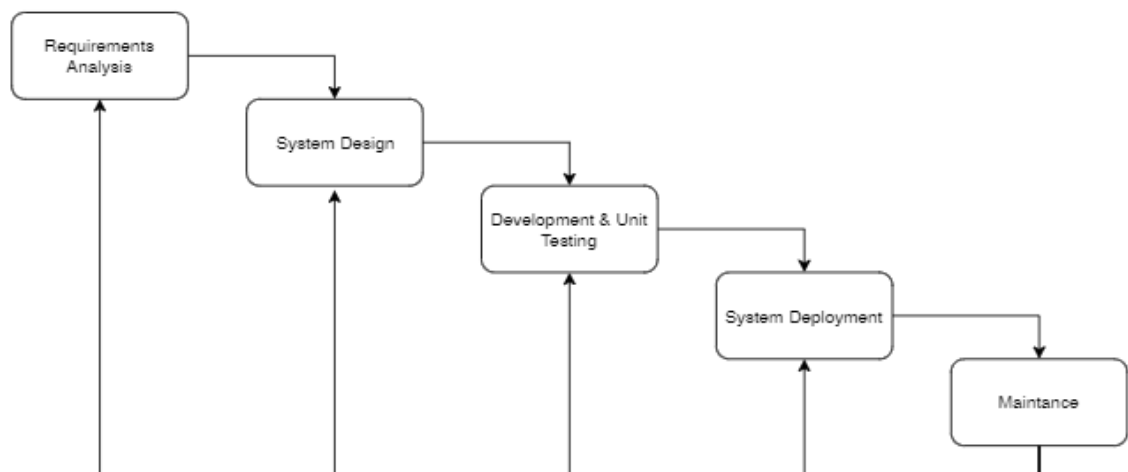 Requirements
Analysis
System Design
Development & Unit
Testing
System Deployment
Maintance